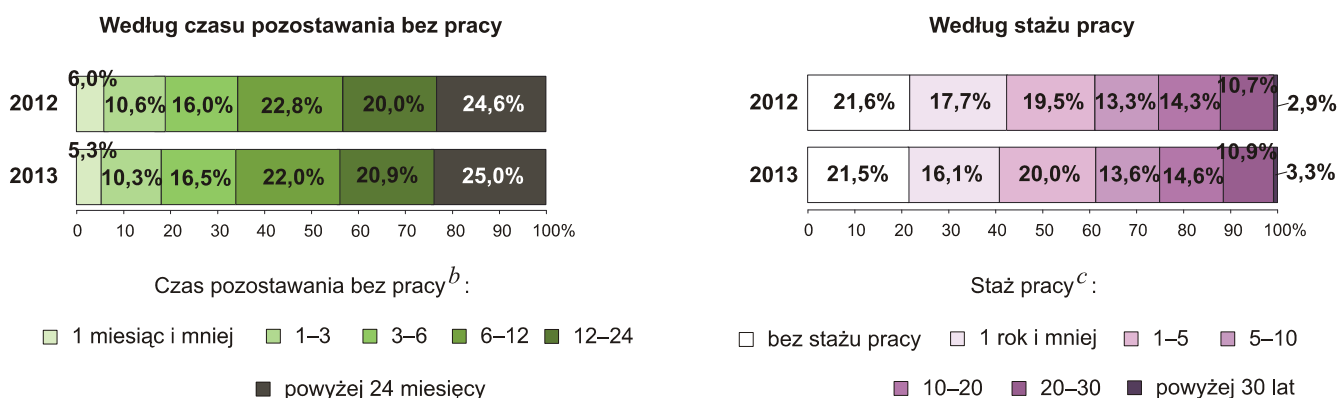 Według czasu pozostawania bez pracy
6,0%
2012 10,6% 16,0% 22,8% 20,0% 24,6%
5,3%
2013 10,3% 16,5% 22,0% 20,9% 25,0%
0 10 20 30 40 50 60 70 80 90 100%
Czas pozostawania bez pracy b :
1 miesiąc i mniej 1–3 3–6 6–12 12–24
powyżej 24 miesięcy
Według stażu pracy
2012 21,6% 17,7% 19,5% 13,3% 14,3% 10,7% 2,9%
2013 21,5% 16,1% 20,0% 13,6% 14,6% 10,9% 3,3%
0 10 20 30 40 50 60 70 80 90 100%
Staż pracy c :
bez stażu pracy 1 rok i mniej 1–5 5–10
10–20 20–30 powyżej 30 lat